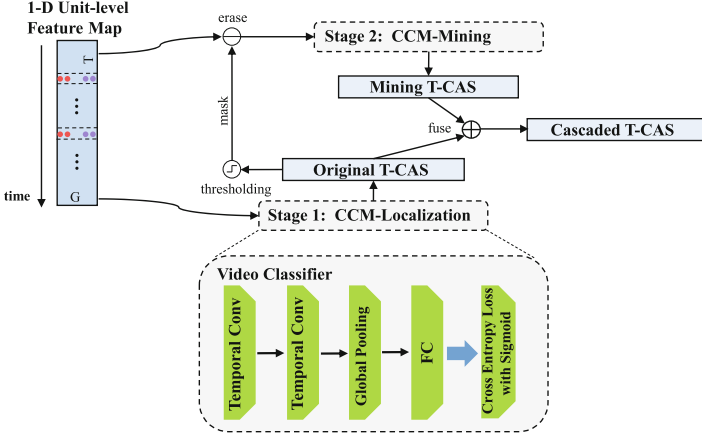 1-D Unit-level
Feature Map
T
G
time
erase
mask
thresholding
Stage 2: CCM-Mining
Mining T-CAS
fuse
Cascaded T-CAS
Original T-CAS
Stage 1: CCM-Localization
Video Classifier
Temporal Conv
Temporal Conv
Global Pooling
FC
Cross Entropy Loss
with Sigmoid